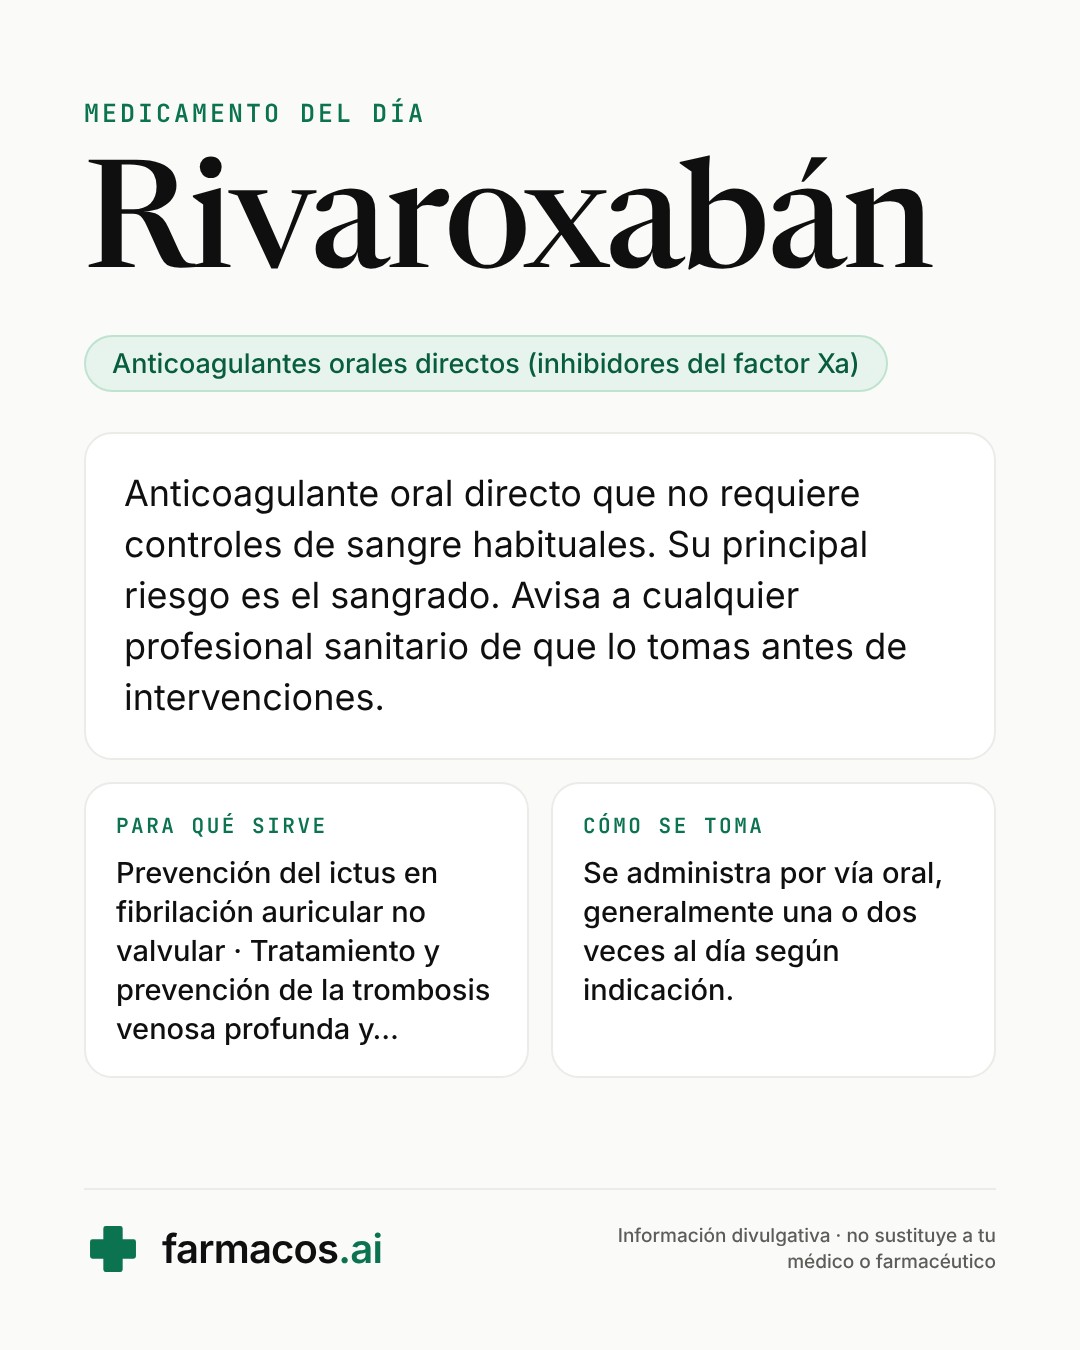 MEDICAMENTO DEL DÍA
Rivaroxabán
Anticoagulantes orales directos (inhibidores del factor Xa)
Anticoagulante oral directo que no requiere
controles de sangre habituales. Su principal
riesgo es el sangrado. Avisa a cualquier
profesional sanitario de que lo tomas antes de
intervenciones.
PARA QUÉ SIRVE
Prevención del ictus en
fibrilación auricular no
valvular · Tratamiento y
prevención de la trombosis
venosa profunda y...
CÓMO SE TOMA
Se administra por vía oral,
generalmente una o dos
veces al día según
indicación.
farmacos.ai
Información divulgativa · no sustituye a tu
médico o farmacéutico